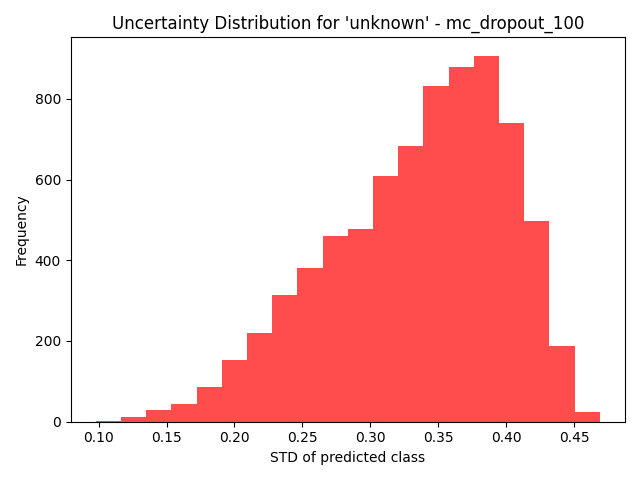 Uncertainty Distribution for 'unknown' - mc_dropout_100
Frequency
800
600
400
200
0
0.10 0.15 0.20 0.25 0.30 0.35 0.40 0.45
STD of predicted class